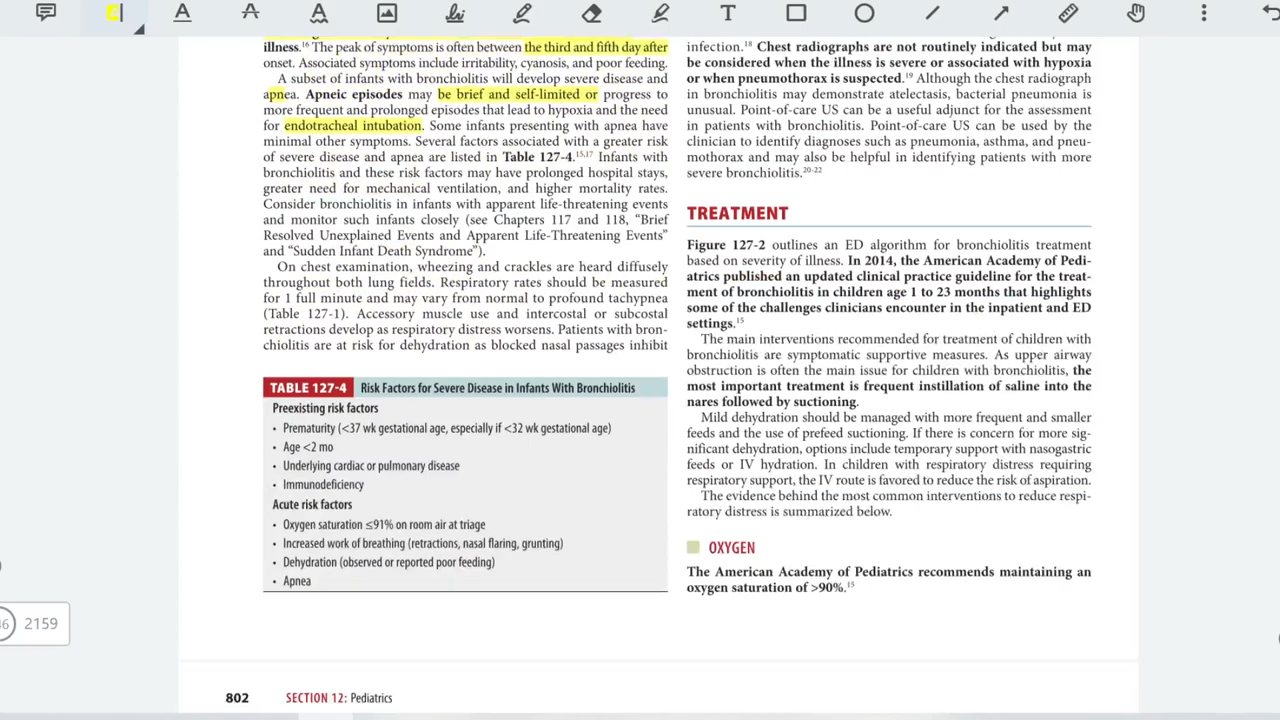 illness.16 The peak of symptoms is often between the third and fifth day after
onset. Associated symptoms include irritability, cyanosis, and poor feeding.
A subset of infants with bronchiolitis will develop severe disease and
apnea. Apneic episodes may be brief and self-limited or progress to
more frequent and prolonged episodes that lead to hypoxia and the need
for endotracheal intubation. Some infants presenting with apnea have
minimal other symptoms. Several factors associated with a greater risk
of severe disease and apnea are listed in Table 127-4.15,17 Infants with
bronchiolitis and these risk factors may have prolonged hospital stays,
greater need for mechanical ventilation, and higher mortality rates.
Consider bronchiolitis in infants with apparent life-threatening events
and monitor such infants closely (see Chapters 117 and 118, “Brief
Resolved Unexplained Events and Apparent Life-Threatening Events”
and “Sudden Infant Death Syndrome”).
On chest examination, wheezing and crackles are heard diffusely
throughout both lung fields. Respiratory rates should be measured
for 1 full minute and may vary from normal to profound tachypnea
(Table 127-1). Accessory muscle use and intercostal or subcostal
retractions develop as respiratory distress worsens. Patients with bron-
chiolitis are at risk for dehydration as blocked nasal passages inhibit
TABLE 127-4 Risk Factors for Severe Disease in Infants With Bronchiolitis
Preexisting risk factors
• Prematurity (<37 wk gestational age, especially if <32 wk gestational age)
• Age <2 mo
• Underlying cardiac or pulmonary disease
• Immunodeficiency
Acute risk factors
• Oxygen saturation ≤91% on room air at triage
• Increased work of breathing (retractions, nasal flaring, grunting)
• Dehydration (observed or reported poor feeding)
• Apnea
infection.18 Chest radiographs are not routinely indicated but may
be considered when the illness is severe or associated with hypoxia
or when pneumothorax is suspected.19 Although the chest radiograph
in bronchiolitis may demonstrate atelectasis, bacterial pneumonia is
unusual. Point-of-care US can be a useful adjunct for the assessment
in patients with bronchiolitis. Point-of-care US can be used by the
clinician to identify diagnoses such as pneumonia, asthma, and pneu-
mothorax and may also be helpful in identifying patients with more
severe bronchiolitis.20-22
TREATMENT
Figure 127-2 outlines an ED algorithm for bronchiolitis treatment
based on severity of illness. In 2014, the American Academy of Pedi-
atrics published an updated clinical practice guideline for the treat-
ment of bronchiolitis in children age 1 to 23 months that highlights
some of the challenges clinicians encounter in the inpatient and ED
settings.15
The main interventions recommended for treatment of children with
bronchiolitis are symptomatic supportive measures. As upper airway
obstruction is often the main issue for children with bronchiolitis, the
most important treatment is frequent instillation of saline into the
nares followed by suctioning.
Mild dehydration should be managed with more frequent and smaller
feeds and the use of prefeed suctioning. If there is concern for more sig-
nificant dehydration, options include temporary support with nasogastric
feeds or IV hydration. In children with respiratory distress requiring
respiratory support, the IV route is favored to reduce the risk of aspiration.
The evidence behind the most common interventions to reduce respi-
ratory distress is summarized below.
OXYGEN
The American Academy of Pediatrics recommends maintaining an
oxygen saturation of >90%.15
2159
802 SECTION 12: Pediatrics